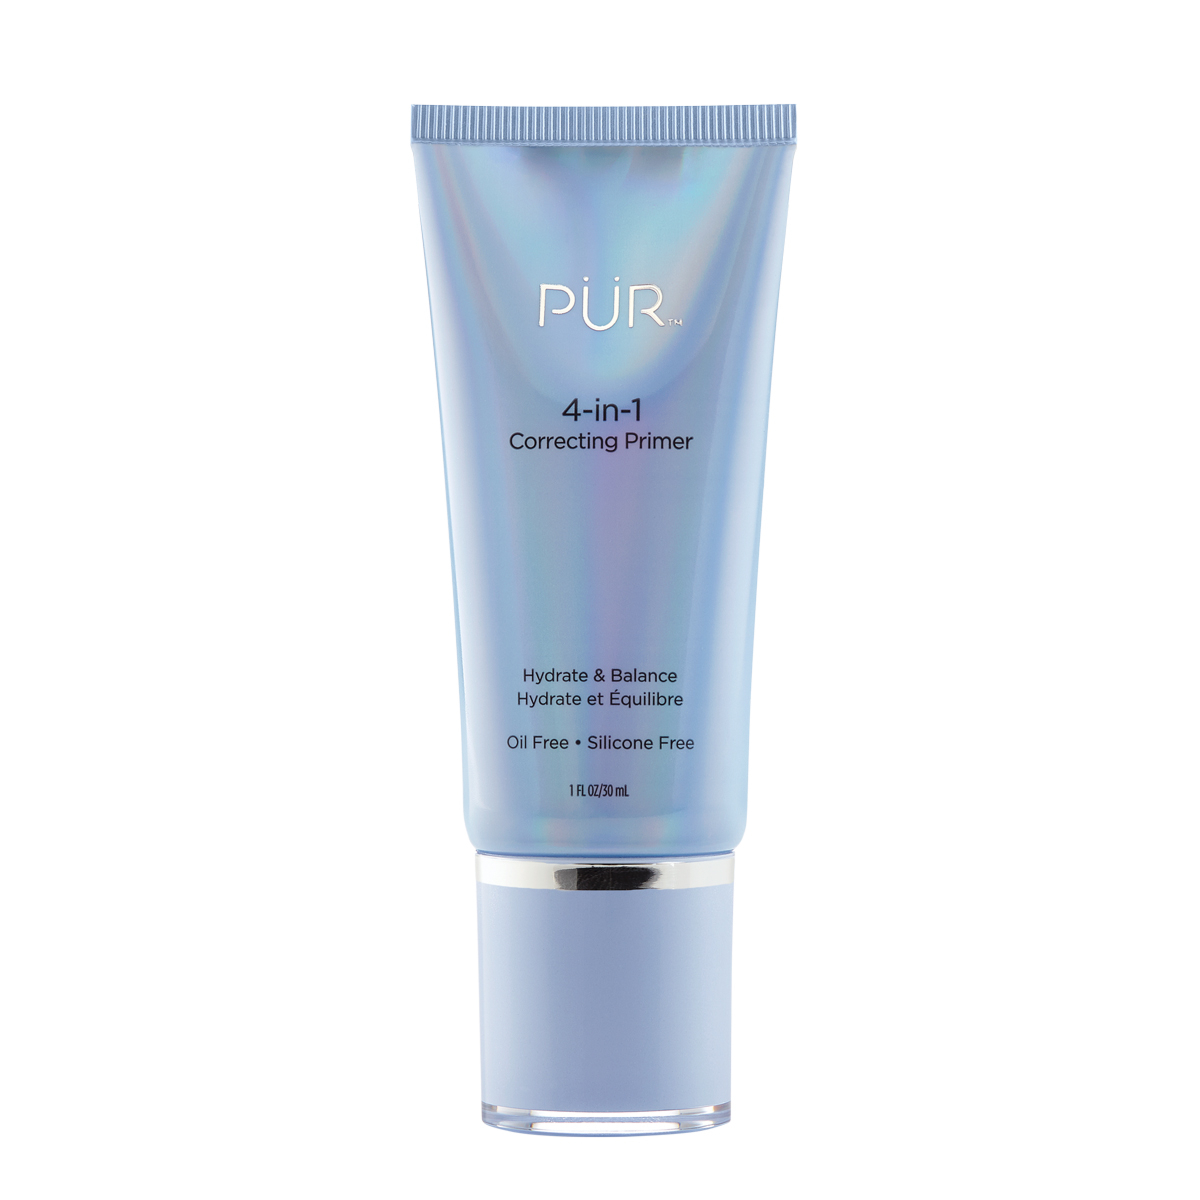 PÜR™
4-in-1
Correcting Primer
Hydrate & Balance
Hydrate et Équilibre
Oil Free • Silicone Free
1 FL OZ/30 mL